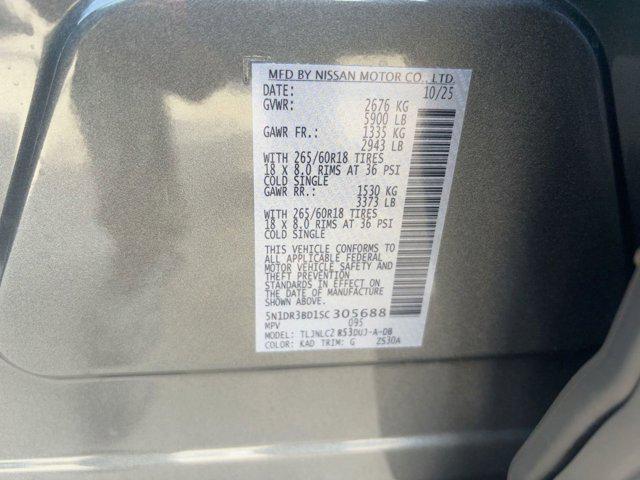 MFD BY NISSAN MOTOR CO., LTD
DATE: 10/25
GVWR: 2676 KG
5900 LB
GAWR FR.: 1335 KG
2943 LB
WITH 265/60R18 TIRES
18 X 8.0 RIMS AT 36 PSI
COLD SINGLE
GAWR RR.: 1530 KG
3373 LB
WITH 265/60R18 TIRES
18 X 8.0 RIMS AT 36 PSI
COLD SINGLE
THIS VEHICLE CONFORMS TO
ALL APPLICABLE FEDERAL
MOTOR VEHICLE SAFETY AND
THEFT PREVENTION
STANDARDS IN EFFECT ON
THE DATE OF MANUFACTURE
SHOWN ABOVE.
5N1DR3BD1SC305688
MPV 095
MODEL: TLJNLCZ R53DUJ-A-DB
COLOR: KAD TRIM: G ZS30A